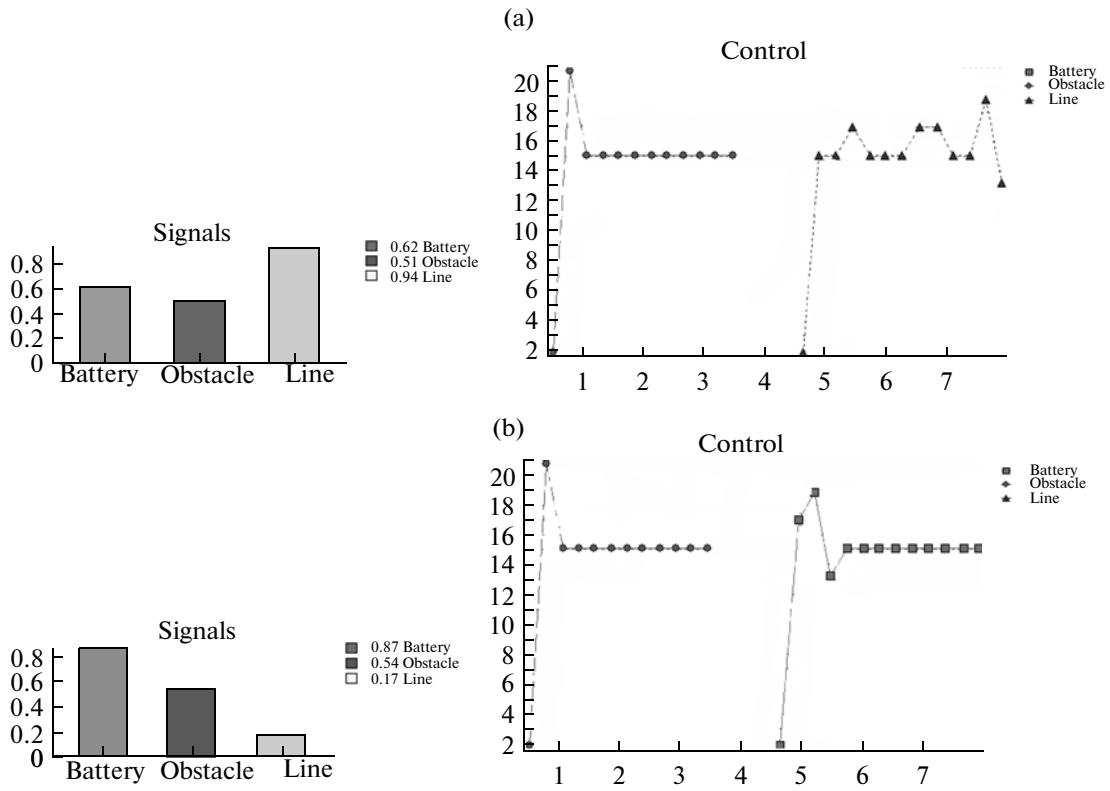 (a)
Control
Battery
Obstacle
Line
20
18
16
14
12
10
8
6
4
2
1 2 3 4 5 6 7
Signals
0.62 Battery
0.51 Obstacle
0.94 Line
0.8
0.6
0.4
0.2
0
Battery Obstacle Line
(b)
Control
Battery
Obstacle
Line
20
18
16
14
12
10
8
6
4
2
1 2 3 4 5 6 7
Signals
0.87 Battery
0.54 Obstacle
0.17 Line
0.8
0.6
0.4
0.2
0
Battery Obstacle Line